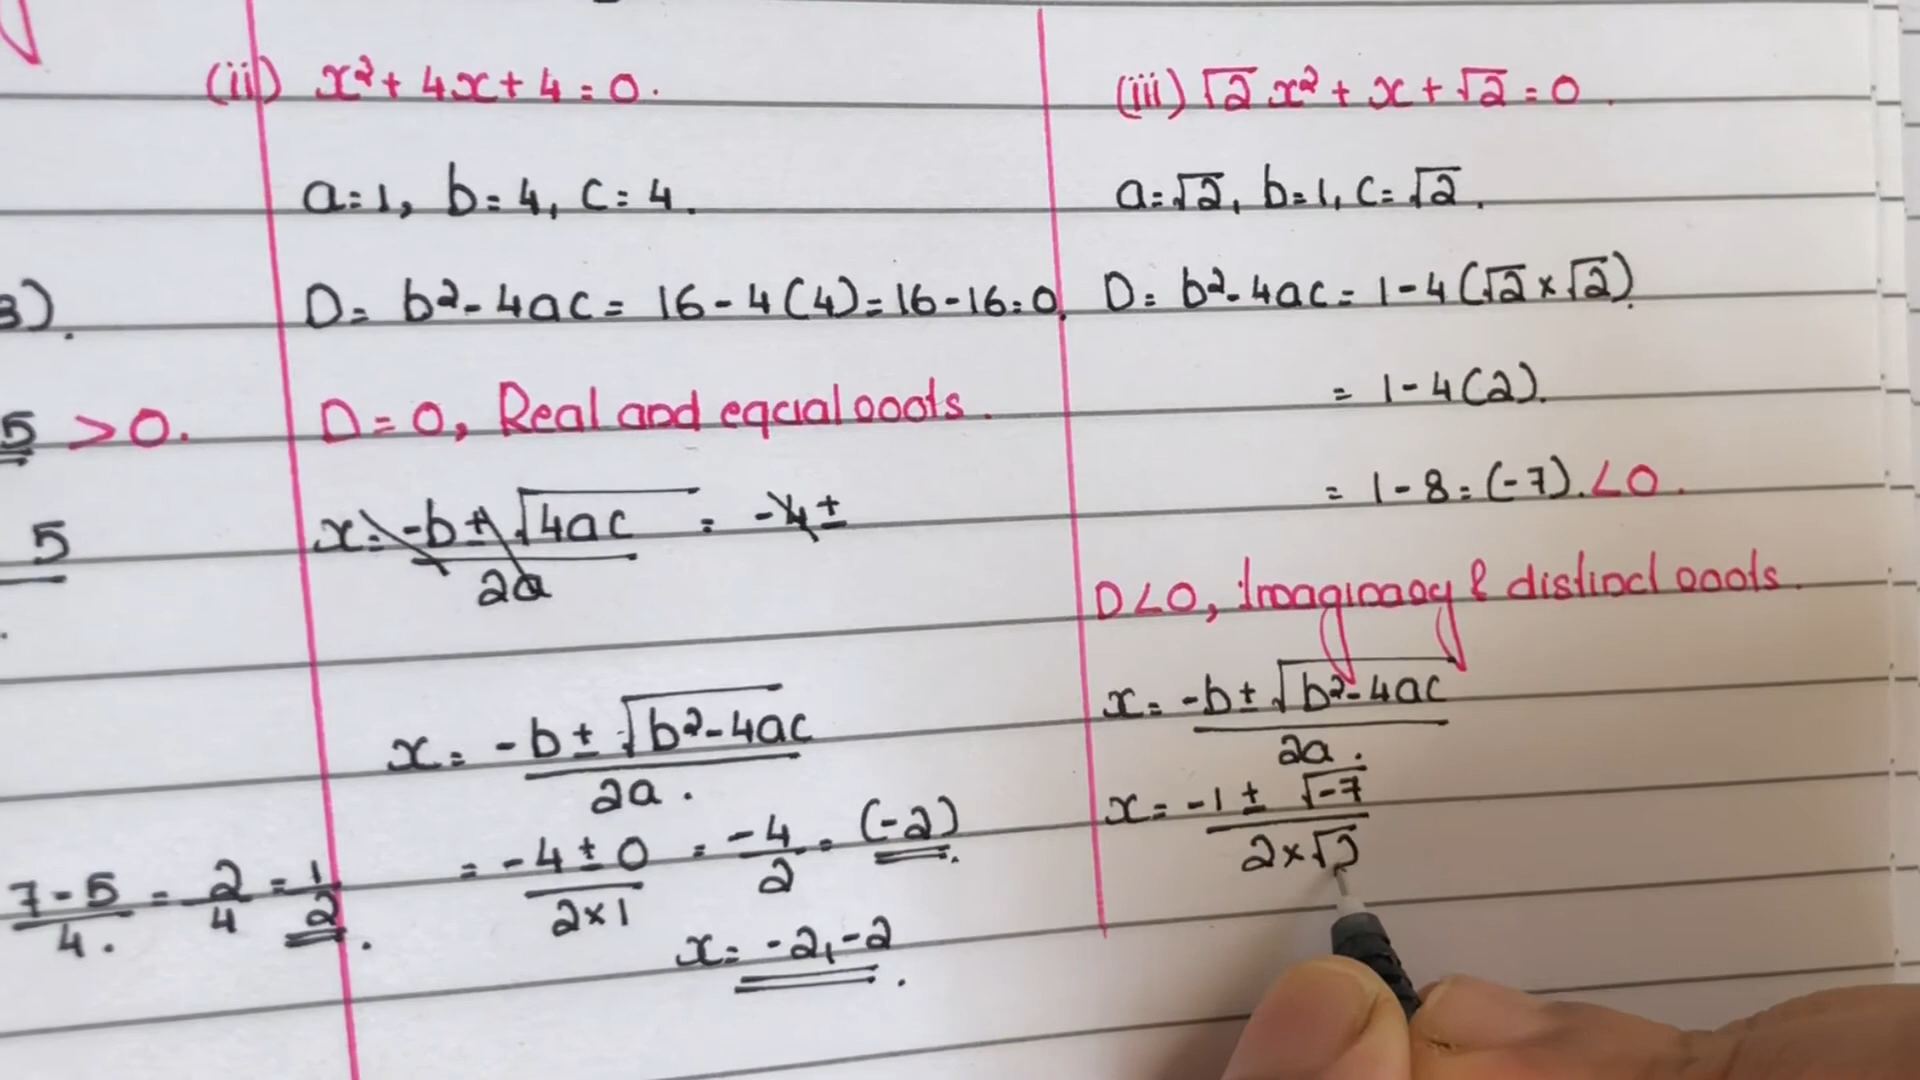 3).
5 > 0.
5
7-5/4. = 2/4 = 1/2.
(ii) x²+4x+4=0.
a=1, b=4, c=4.
D= b²-4ac= 16-4(4)=16-16=0.
D=0, Real and equal roots.
x= -b±√4ac/2a = -4±
x= -b±√b²-4ac/2a.
= -4±0/2×1 = -4/2 = (-2).
x= -2,-2.
(iii) √2x²+x+√2=0.
a=√2, b=1, c=√2.
D= b²-4ac= 1-4(√2×√2).
= 1-4(2).
= 1-8=(-7).<0.
D<0, Imaginary & distinct roots.
x= -b±√b²-4ac/2a.
x= -1±√-7/2×√2